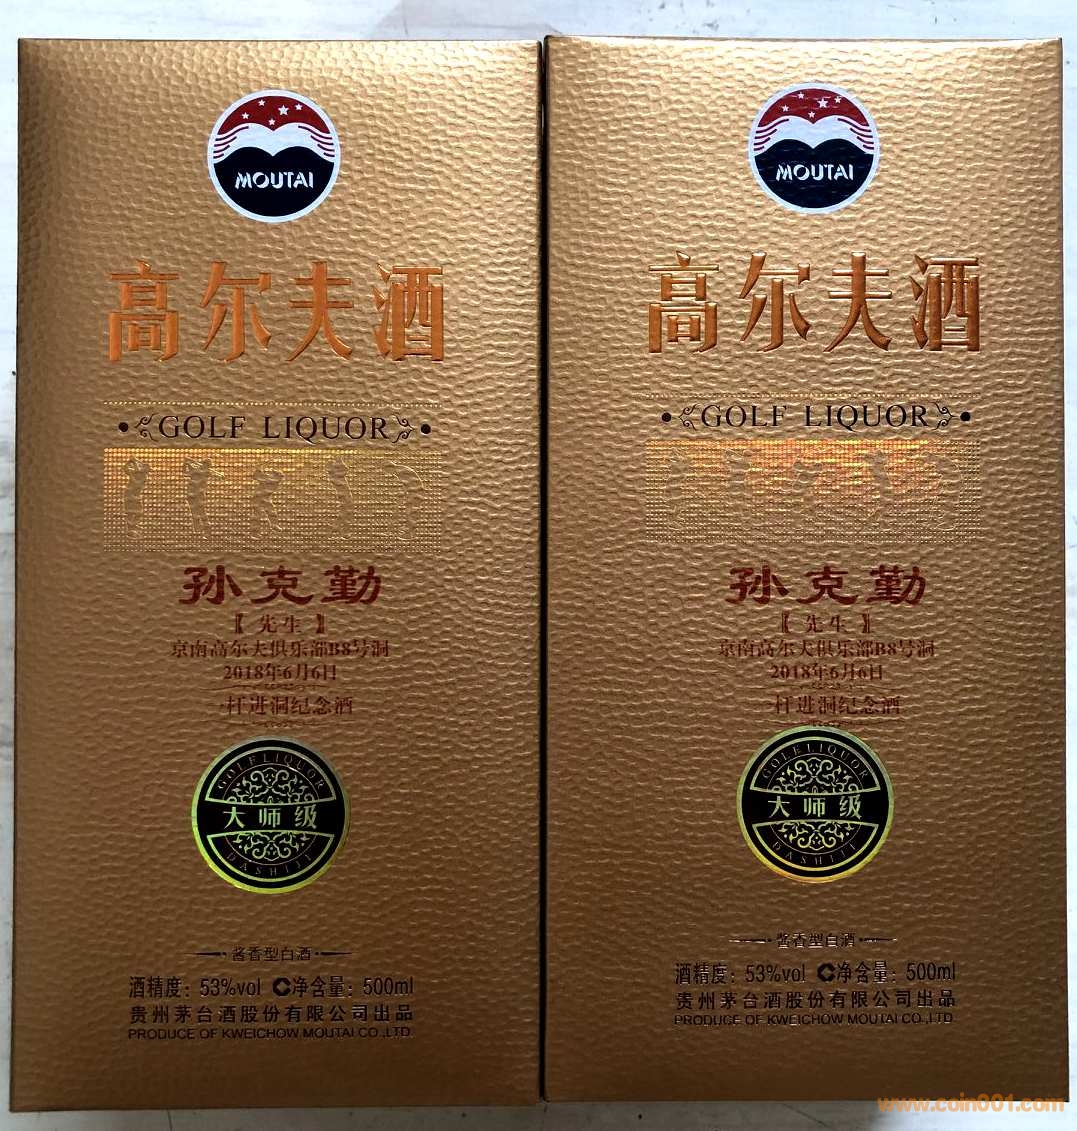 MOUTAI
高尔夫酒
GOLF LIQUOR
孙克勤
【先生】
京南高尔夫俱乐部B8号洞
2018年6月6日
一杆进洞纪念酒
GOLF LIQUOR
大师级
DASHIJI
酱香型白酒
酒精度：53%vol 净含量：500ml
贵州茅台酒股份有限公司出品
PRODUCE OF KWEICHOW MOUTAI CO.,LTD.
MOUTAI
高尔夫酒
GOLF LIQUOR
孙克勤
【先生】
京南高尔夫俱乐部B8号洞
2018年6月6日
一杆进洞纪念酒
GOLF LIQUOR
大师级
DASHIJI
酱香型白酒
酒精度：53%vol 净含量：500ml
贵州茅台酒股份有限公司出品
PRODUCE OF KWEICHOW MOUTAI CO.,LTD.
www.coin001.com